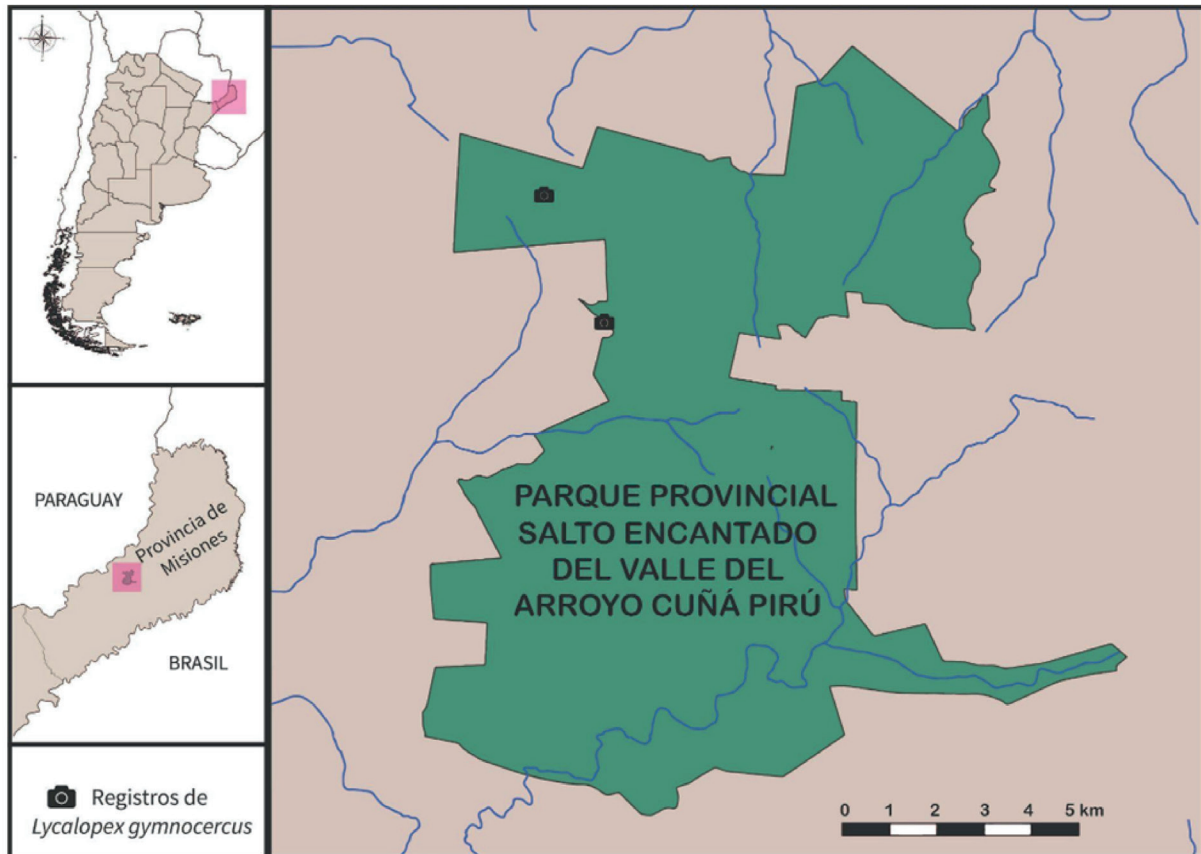 PARAGUAY
Provincia de
Misiones
BRASIL
Registros de
Lycalopex gymnocercus
PARQUE PROVINCIAL
SALTO ENCANTADO
DEL VALLE DEL
ARROYO CUÑÁ PIRÚ
0 1 2 3 4 5 km